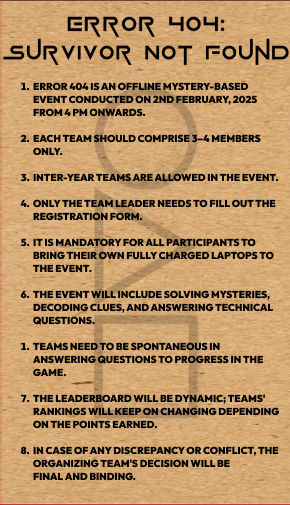 ERROR 404:
SURVIVOR NOT FOUND
1. ERROR 404 IS AN OFFLINE MYSTERY-BASED
EVENT CONDUCTED ON 2ND FEBRUARY, 2025
FROM 4 PM ONWARDS.
2. EACH TEAM SHOULD COMPRISE 3–4 MEMBERS
ONLY.
3. INTER-YEAR TEAMS ARE ALLOWED IN THE EVENT.
4. ONLY THE TEAM LEADER NEEDS TO FILL OUT THE
REGISTRATION FORM.
5. IT IS MANDATORY FOR ALL PARTICIPANTS TO
BRING THEIR OWN FULLY CHARGED LAPTOPS TO
THE EVENT.
6. THE EVENT WILL INCLUDE SOLVING MYSTERIES,
DECODING CLUES, AND ANSWERING TECHNICAL
QUESTIONS.
1. TEAMS NEED TO BE SPONTANEOUS IN
ANSWERING QUESTIONS TO PROGRESS IN THE
GAME.
7. THE LEADERBOARD WILL BE DYNAMIC; TEAMS'
RANKINGS WILL KEEP ON CHANGING DEPENDING
ON THE POINTS EARNED.
8. IN CASE OF ANY DISCREPANCY OR CONFLICT, THE
ORGANIZING TEAM'S DECISION WILL BE
FINAL AND BINDING.